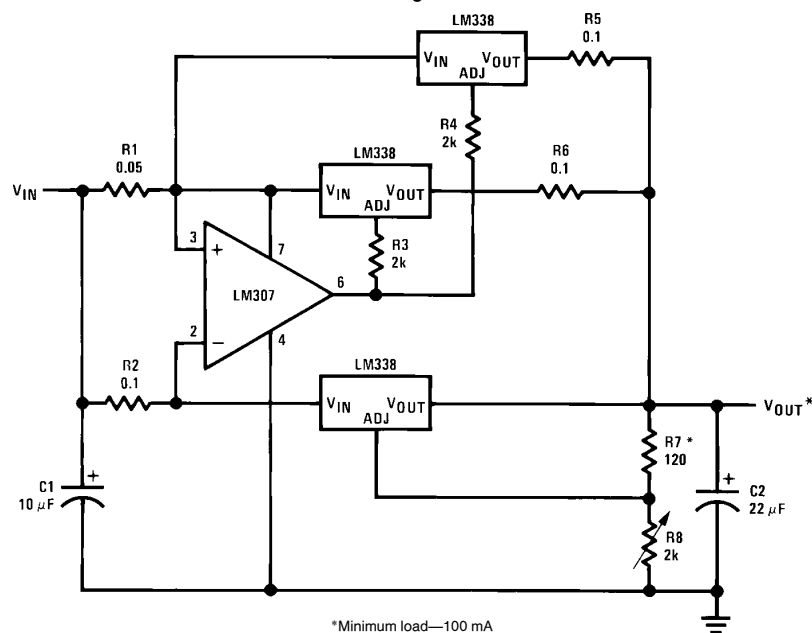 LM338
VIN
VOUT
ADJ
R5
0.1
R4
2k
R1
0.05
LM338
R6
0.1
VIN
VIN
VOUT
ADJ
3
+
7
R3
2k
LM307
6
2
−
4
R2
0.1
LM338
VIN
VOUT
ADJ
VOUT*
R7 *
120
C1
10 μF
+
+
C2
22 μF
R8
2k
*Minimum load—100 mA